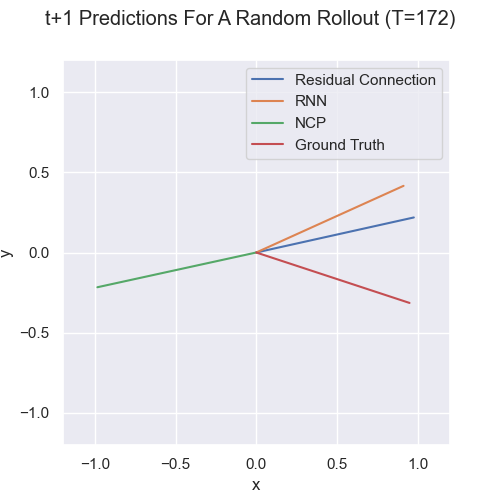 t+1 Predictions For A Random Rollout (T=172)
Residual Connection
RNN
NCP
Ground Truth
1.0
0.5
0.0
−0.5
−1.0
y
−1.0 −0.5 0.0 0.5 1.0
x